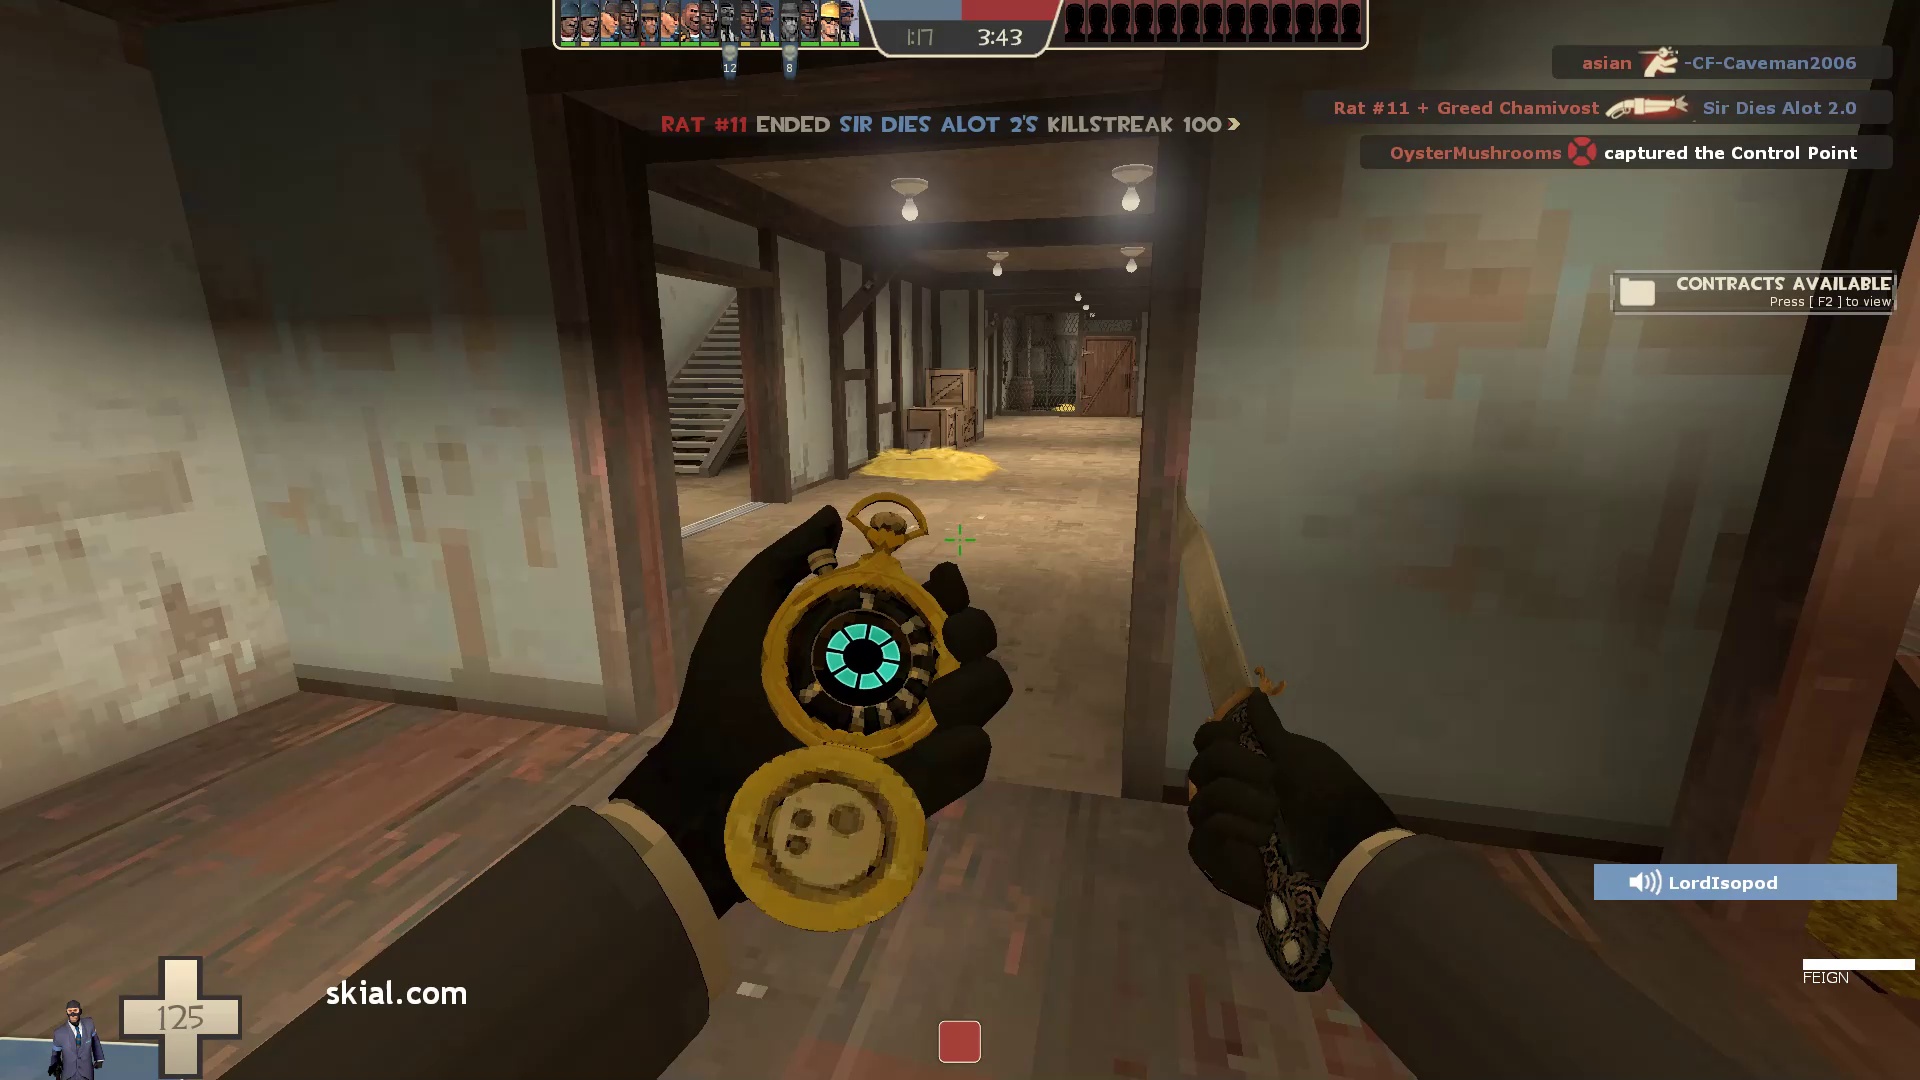 1:17
3:43
12
8
asian -CF-Caveman2006
Rat #11 + Greed Chamivost Sir Dies Alot 2.0
RAT #11 ENDED SIR DIES ALOT 2'S KILLSTREAK 100
OysterMushrooms captured the Control Point
CONTRACTS AVAILABLE
Press [ F2 ] to view
LordIsopod
FEIGN
skial.com
125